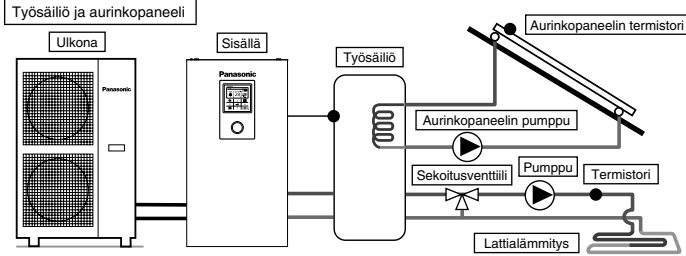 Työsäiliö ja aurinkopaneeli
Ulkona
Sisällä
Työsäiliö
Aurinkopaneelin termistori
Panasonic
Panasonic
Aurinkopaneelin pumppu
Sekoitusventtiili
Pumppu
Termistori
Lattialämmitys